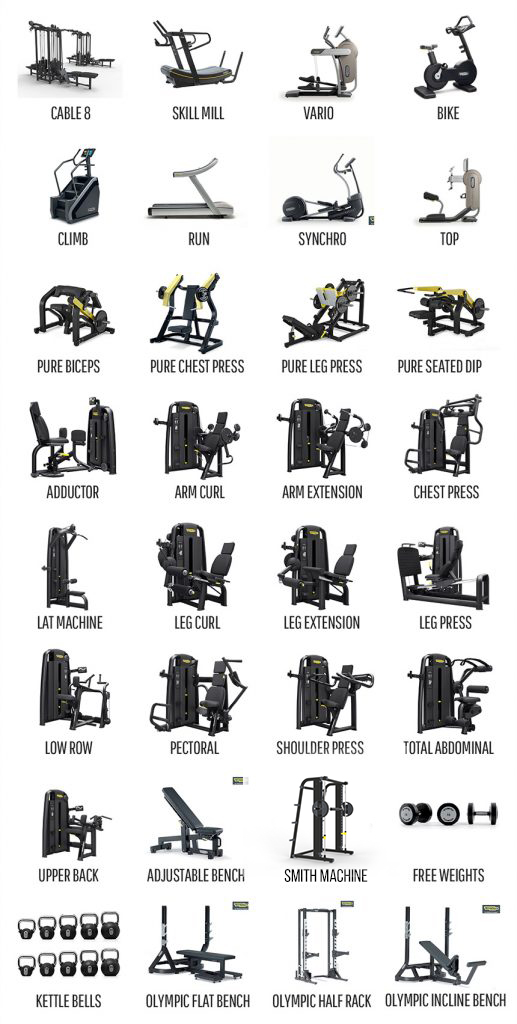 CABLE 8
SKILL MILL
VARIO
BIKE
CLIMB
RUN
SYNCHRO
TOP
PURE BICEPS
PURE CHEST PRESS
PURE LEG PRESS
PURE SEATED DIP
ADDUCTOR
ARM CURL
ARM EXTENSION
CHEST PRESS
LAT MACHINE
LEG CURL
LEG EXTENSION
LEG PRESS
LOW ROW
PECTORAL
SHOULDER PRESS
TOTAL ABDOMINAL
UPPER BACK
ADJUSTABLE BENCH
SMITH MACHINE
FREE WEIGHTS
KETTLE BELLS
OLYMPIC FLAT BENCH
OLYMPIC HALF RACK
OLYMPIC INCLINE BENCH